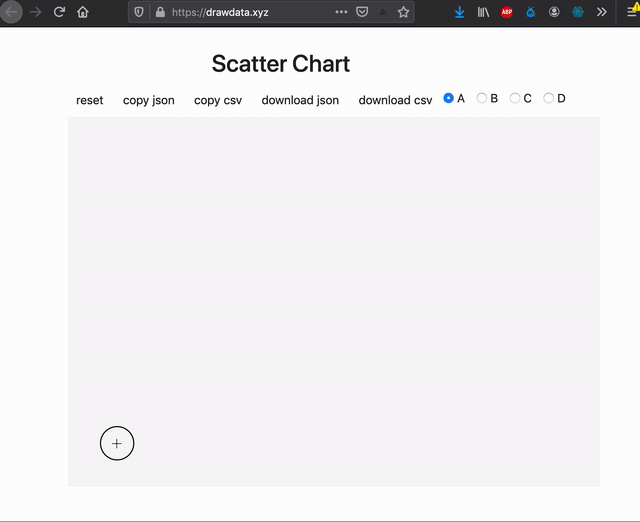 https://drawdata.xyz
ABP
Scatter Chart
reset copy json copy csv download json download csv A B C D